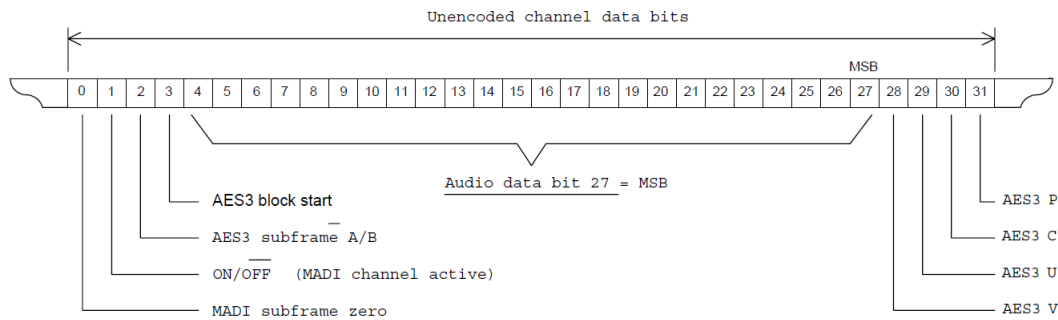 Unencoded channel data bits
MSB
0 1 2 3 4 5 6 7 8 9 10 11 12 13 14 15 16 17 18 19 20 21 22 23 24 25 26 27 28 29 30 31
Audio data bit 27 = MSB
AES3 block start
AES3 P
AES3 subframe A/B
AES3 C
ON/OFF (MADI channel active)
AES3 U
MADI subframe zero
AES3 V